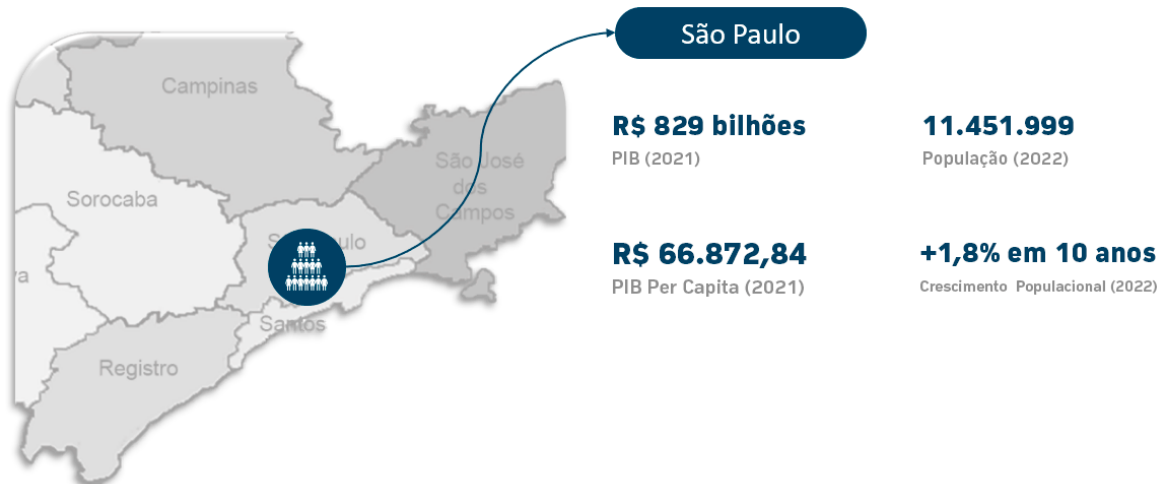 São Paulo
Campinas
R$ 829 bilhões
11.451.999
PIB (2021)
População (2022)
São José
dos
Campos
Sorocaba
R$ 66.872,84
+1,8% em 10 anos
PIB Per Capita (2021)
Crescimento Populacional (2022)
Santos
Registro